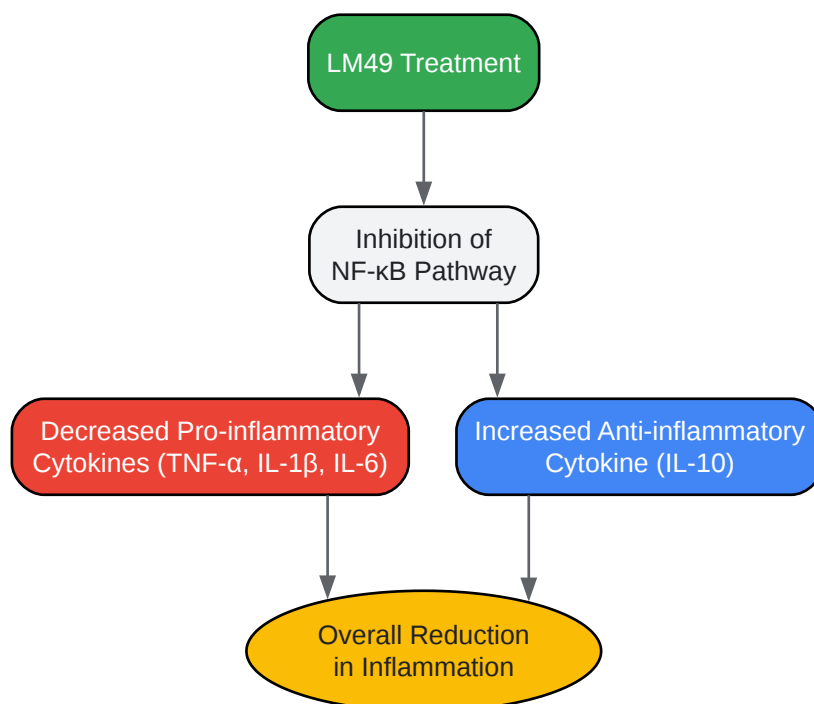 LM49 Treatment
Inhibition of
NF-κB Pathway
Decreased Pro-inflammatory
Cytokines (TNF-α, IL-1β, IL-6)
Increased Anti-inflammatory
Cytokine (IL-10)
Overall Reduction
in Inflammation